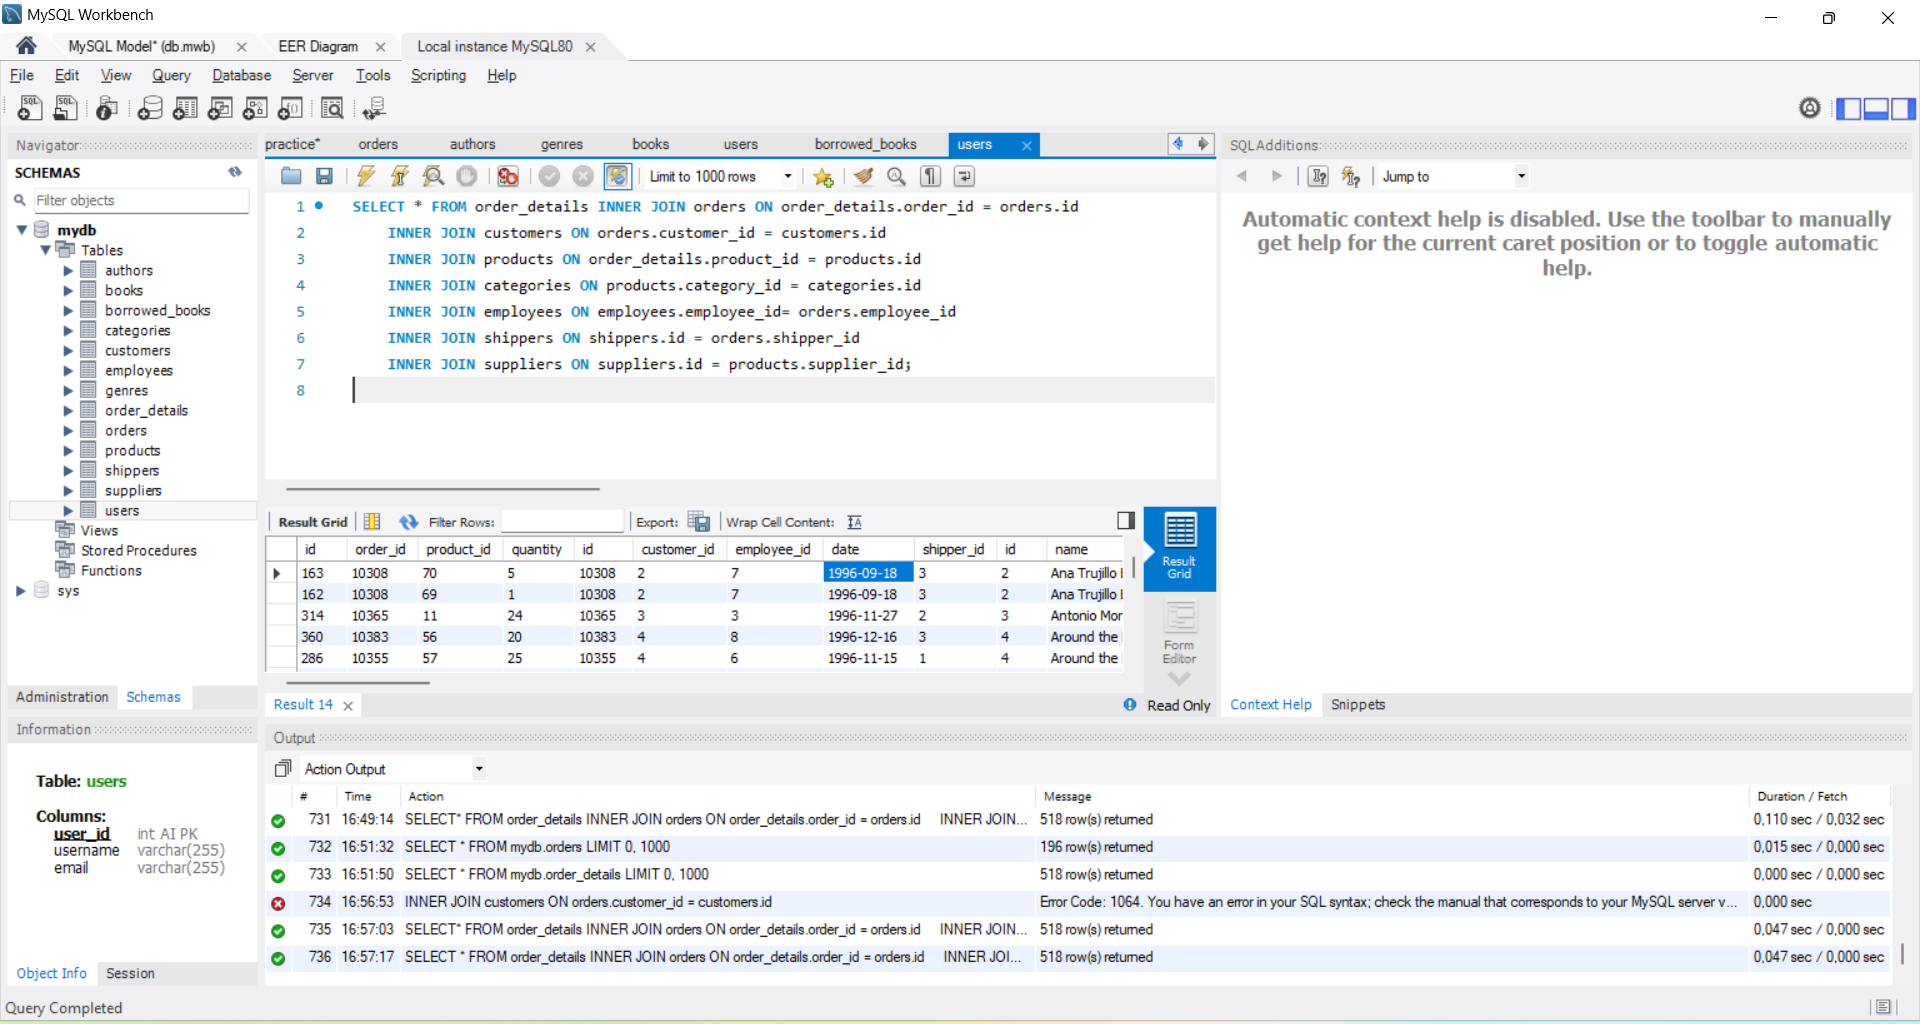 MySQL Workbench
MySQL Model* (db.mwb)
EER Diagram
Local instance MySQL80
File Edit View Query Database Server Tools Scripting Help
Navigator
SCHEMAS
Filter objects
mydb
Tables
authors
books
borrowed_books
categories
customers
employees
genres
order_details
orders
products
shippers
suppliers
users
Views
Stored Procedures
Functions
sys
Administration Schemas
Information
Table: users
Columns:
user_id int AI PK
username varchar(255)
email varchar(255)
Object Info Session
practice* orders authors genres books users borrowed_books users
Limit to 1000 rows
1 SELECT * FROM order_details INNER JOIN orders ON order_details.order_id = orders.id
2 INNER JOIN customers ON orders.customer_id = customers.id
3 INNER JOIN products ON order_details.product_id = products.id
4 INNER JOIN categories ON products.category_id = categories.id
5 INNER JOIN employees ON employees.employee_id= orders.employee_id
6 INNER JOIN shippers ON shippers.id = orders.shipper_id
7 INNER JOIN suppliers ON suppliers.id = products.supplier_id;
8
Result Grid Filter Rows: Export: Wrap Cell Content:
id order_id product_id quantity id customer_id employee_id date shipper_id id name
163 10308 70 5 10308 2 7 1996-09-18 3 2 Ana Trujillo
162 10308 69 1 10308 2 7 1996-09-18 3 2 Ana Trujillo
314 10365 11 24 10365 3 3 1996-11-27 2 3 Antonio Mor
360 10383 56 20 10383 4 8 1996-12-16 3 4 Around the
286 10355 57 25 10355 4 6 1996-11-15 1 4 Around the
Result
Grid
Form
Editor
Result 14
Read Only
SQLAdditions
Jump to
Automatic context help is disabled. Use the toolbar to manually
get help for the current caret position or to toggle automatic
help.
Context Help Snippets
Output
Action Output
# Time Action Message Duration / Fetch
731 16:49:14 SELECT* FROM order_details INNER JOIN orders ON order_details.order_id = orders.id INNER JOIN... 518 row(s) returned 0,110 sec / 0,032 sec
732 16:51:32 SELECT * FROM mydb.orders LIMIT 0, 1000 196 row(s) returned 0,015 sec / 0,000 sec
733 16:51:50 SELECT * FROM mydb.order_details LIMIT 0, 1000 518 row(s) returned 0,000 sec / 0,000 sec
734 16:56:53 INNER JOIN customers ON orders.customer_id = customers.id Error Code: 1064. You have an error in your SQL syntax; check the manual that corresponds to your MySQL server v... 0,000 sec
735 16:57:03 SELECT* FROM order_details INNER JOIN orders ON order_details.order_id = orders.id INNER JOIN... 518 row(s) returned 0,047 sec / 0,000 sec
736 16:57:17 SELECT * FROM order_details INNER JOIN orders ON order_details.order_id = orders.id INNER JOI... 518 row(s) returned 0,047 sec / 0,000 sec
Query Completed